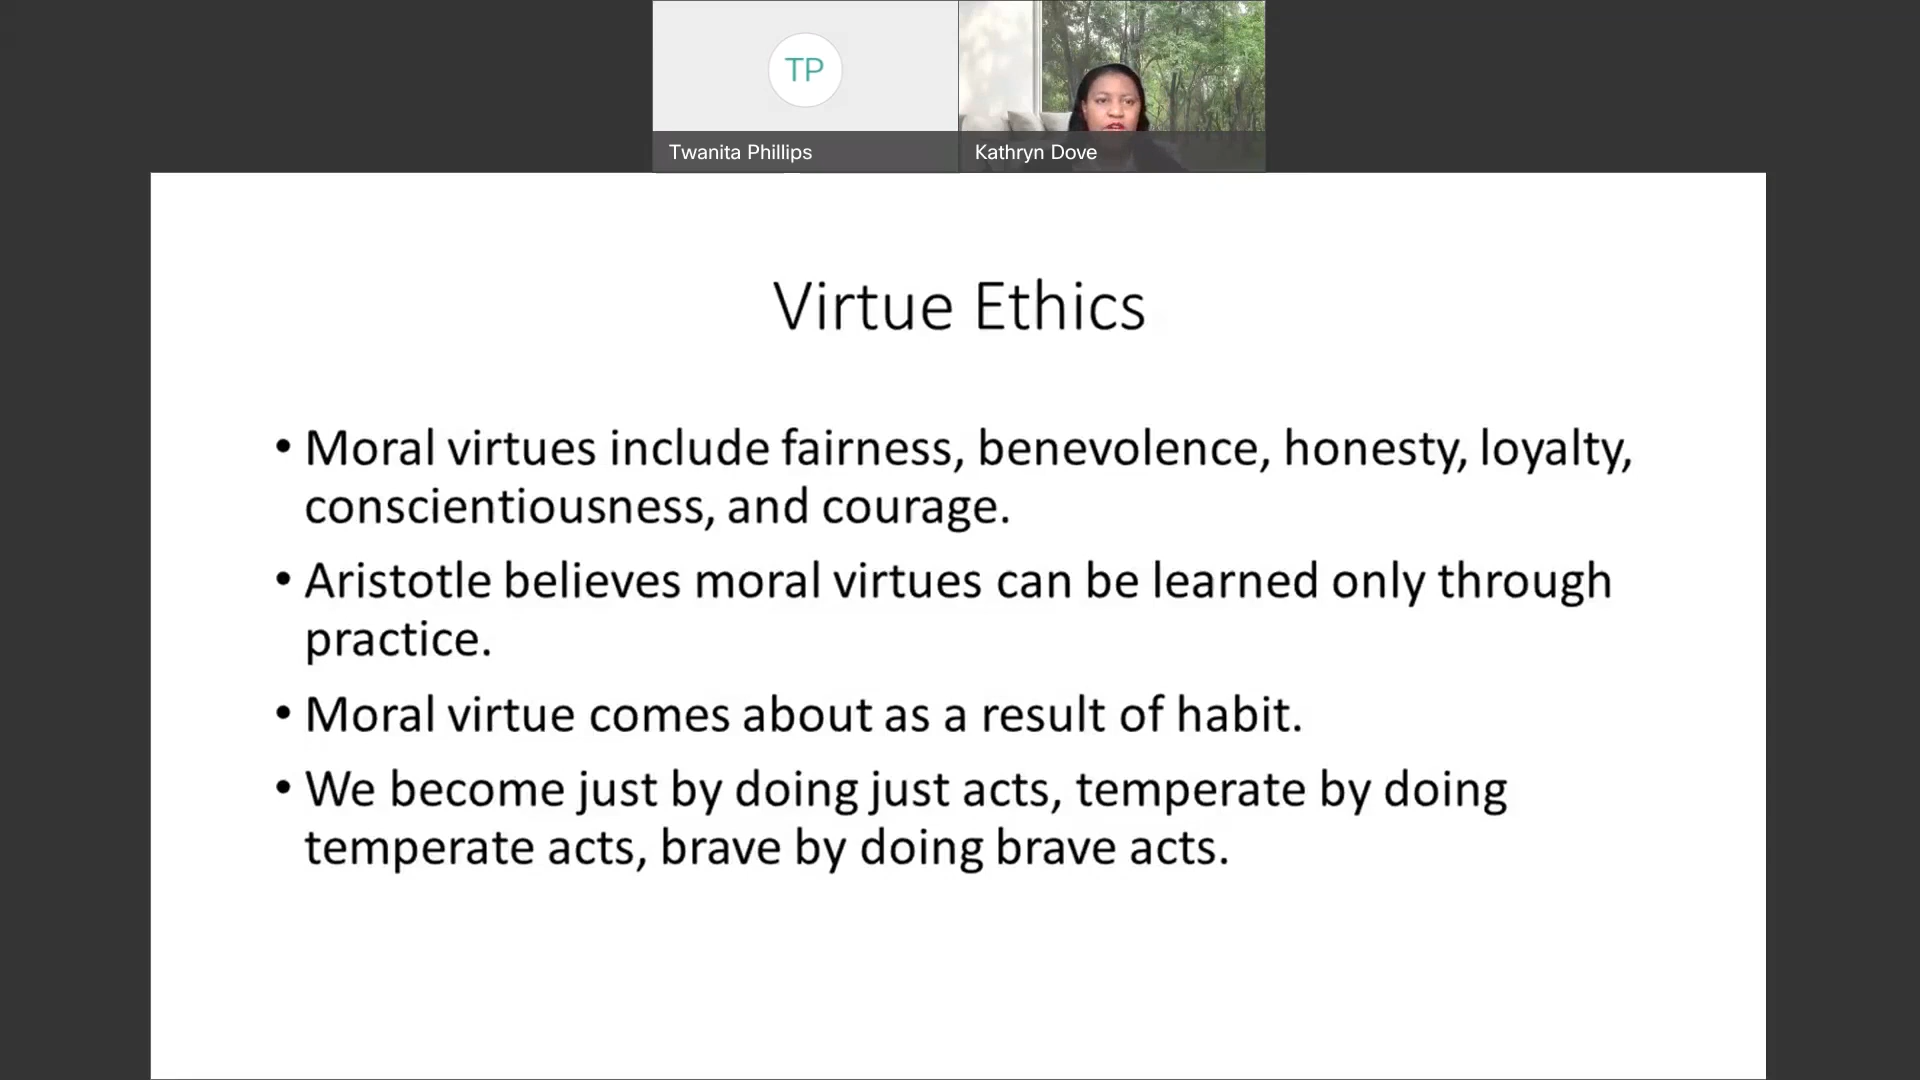 TP
Twanita Phillips
Kathryn Dove
Virtue Ethics
• Moral virtues include fairness, benevolence, honesty, loyalty,
conscientiousness, and courage.
• Aristotle believes moral virtues can be learned only through
practice.
• Moral virtue comes about as a result of habit.
• We become just by doing just acts, temperate by doing
temperate acts, brave by doing brave acts.